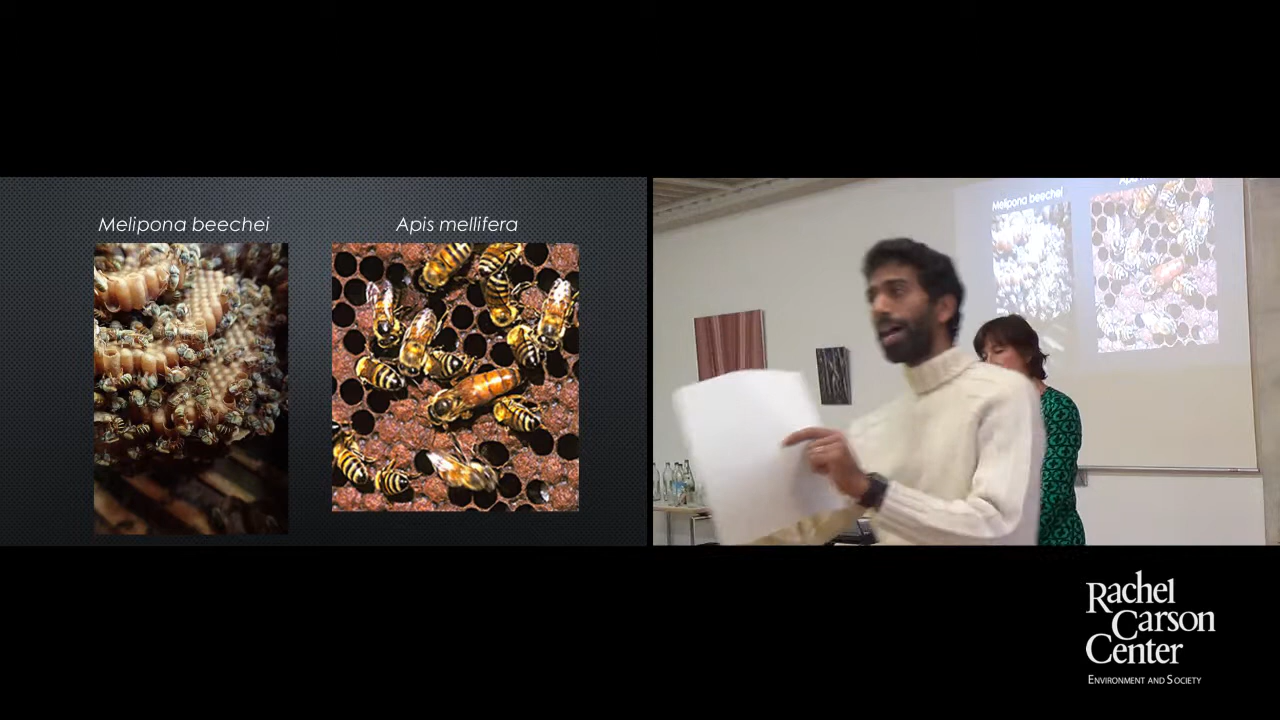 Melipona beechei
Apis mellifera
Melipona beechei
Rachel
Carson
Center
ENVIRONMENT AND SOCIETY